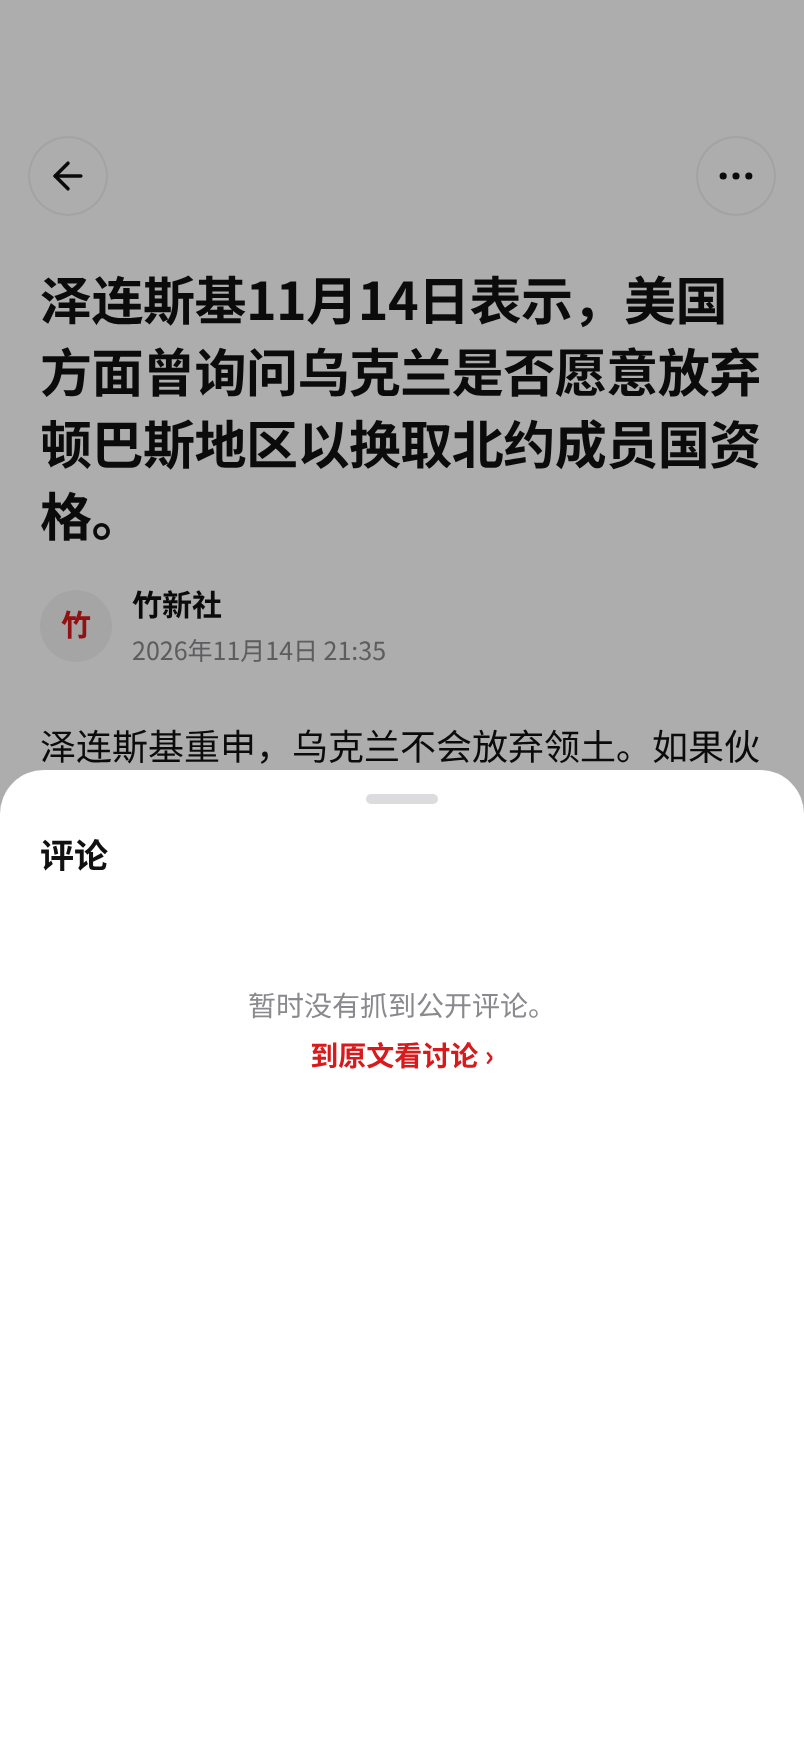 泽连斯基11月14日表示，美国
方面曾询问乌克兰是否愿意放弃
顿巴斯地区以换取北约成员国资
格。
竹
竹新社
2026年11月14日 21:35
泽连斯基重申，乌克兰不会放弃领土。如果伙
评论
暂时没有抓到公开评论。
到原文看讨论 ›